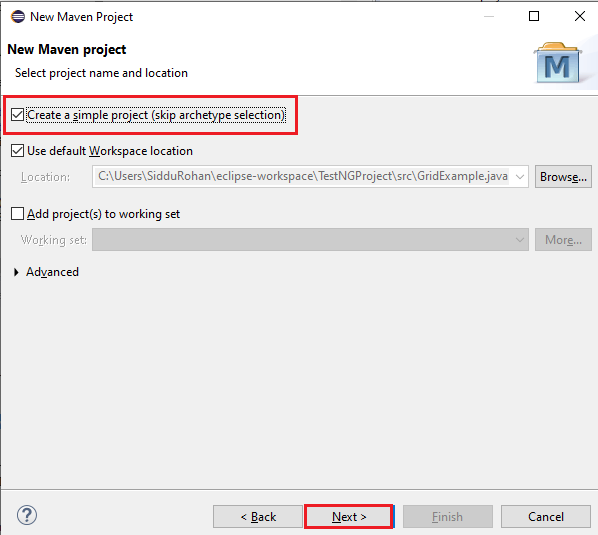 New Maven Project
New Maven project
Select project name and location
M
Create a simple project (skip archetype selection)
Use default Workspace location
Location: C:\Users\SidduRohan\eclipse-workspace\TestNGProject\src\GridExample.java Browse...
Add project(s) to working set
Working set: More...
Advanced
? < Back Next > Finish Cancel